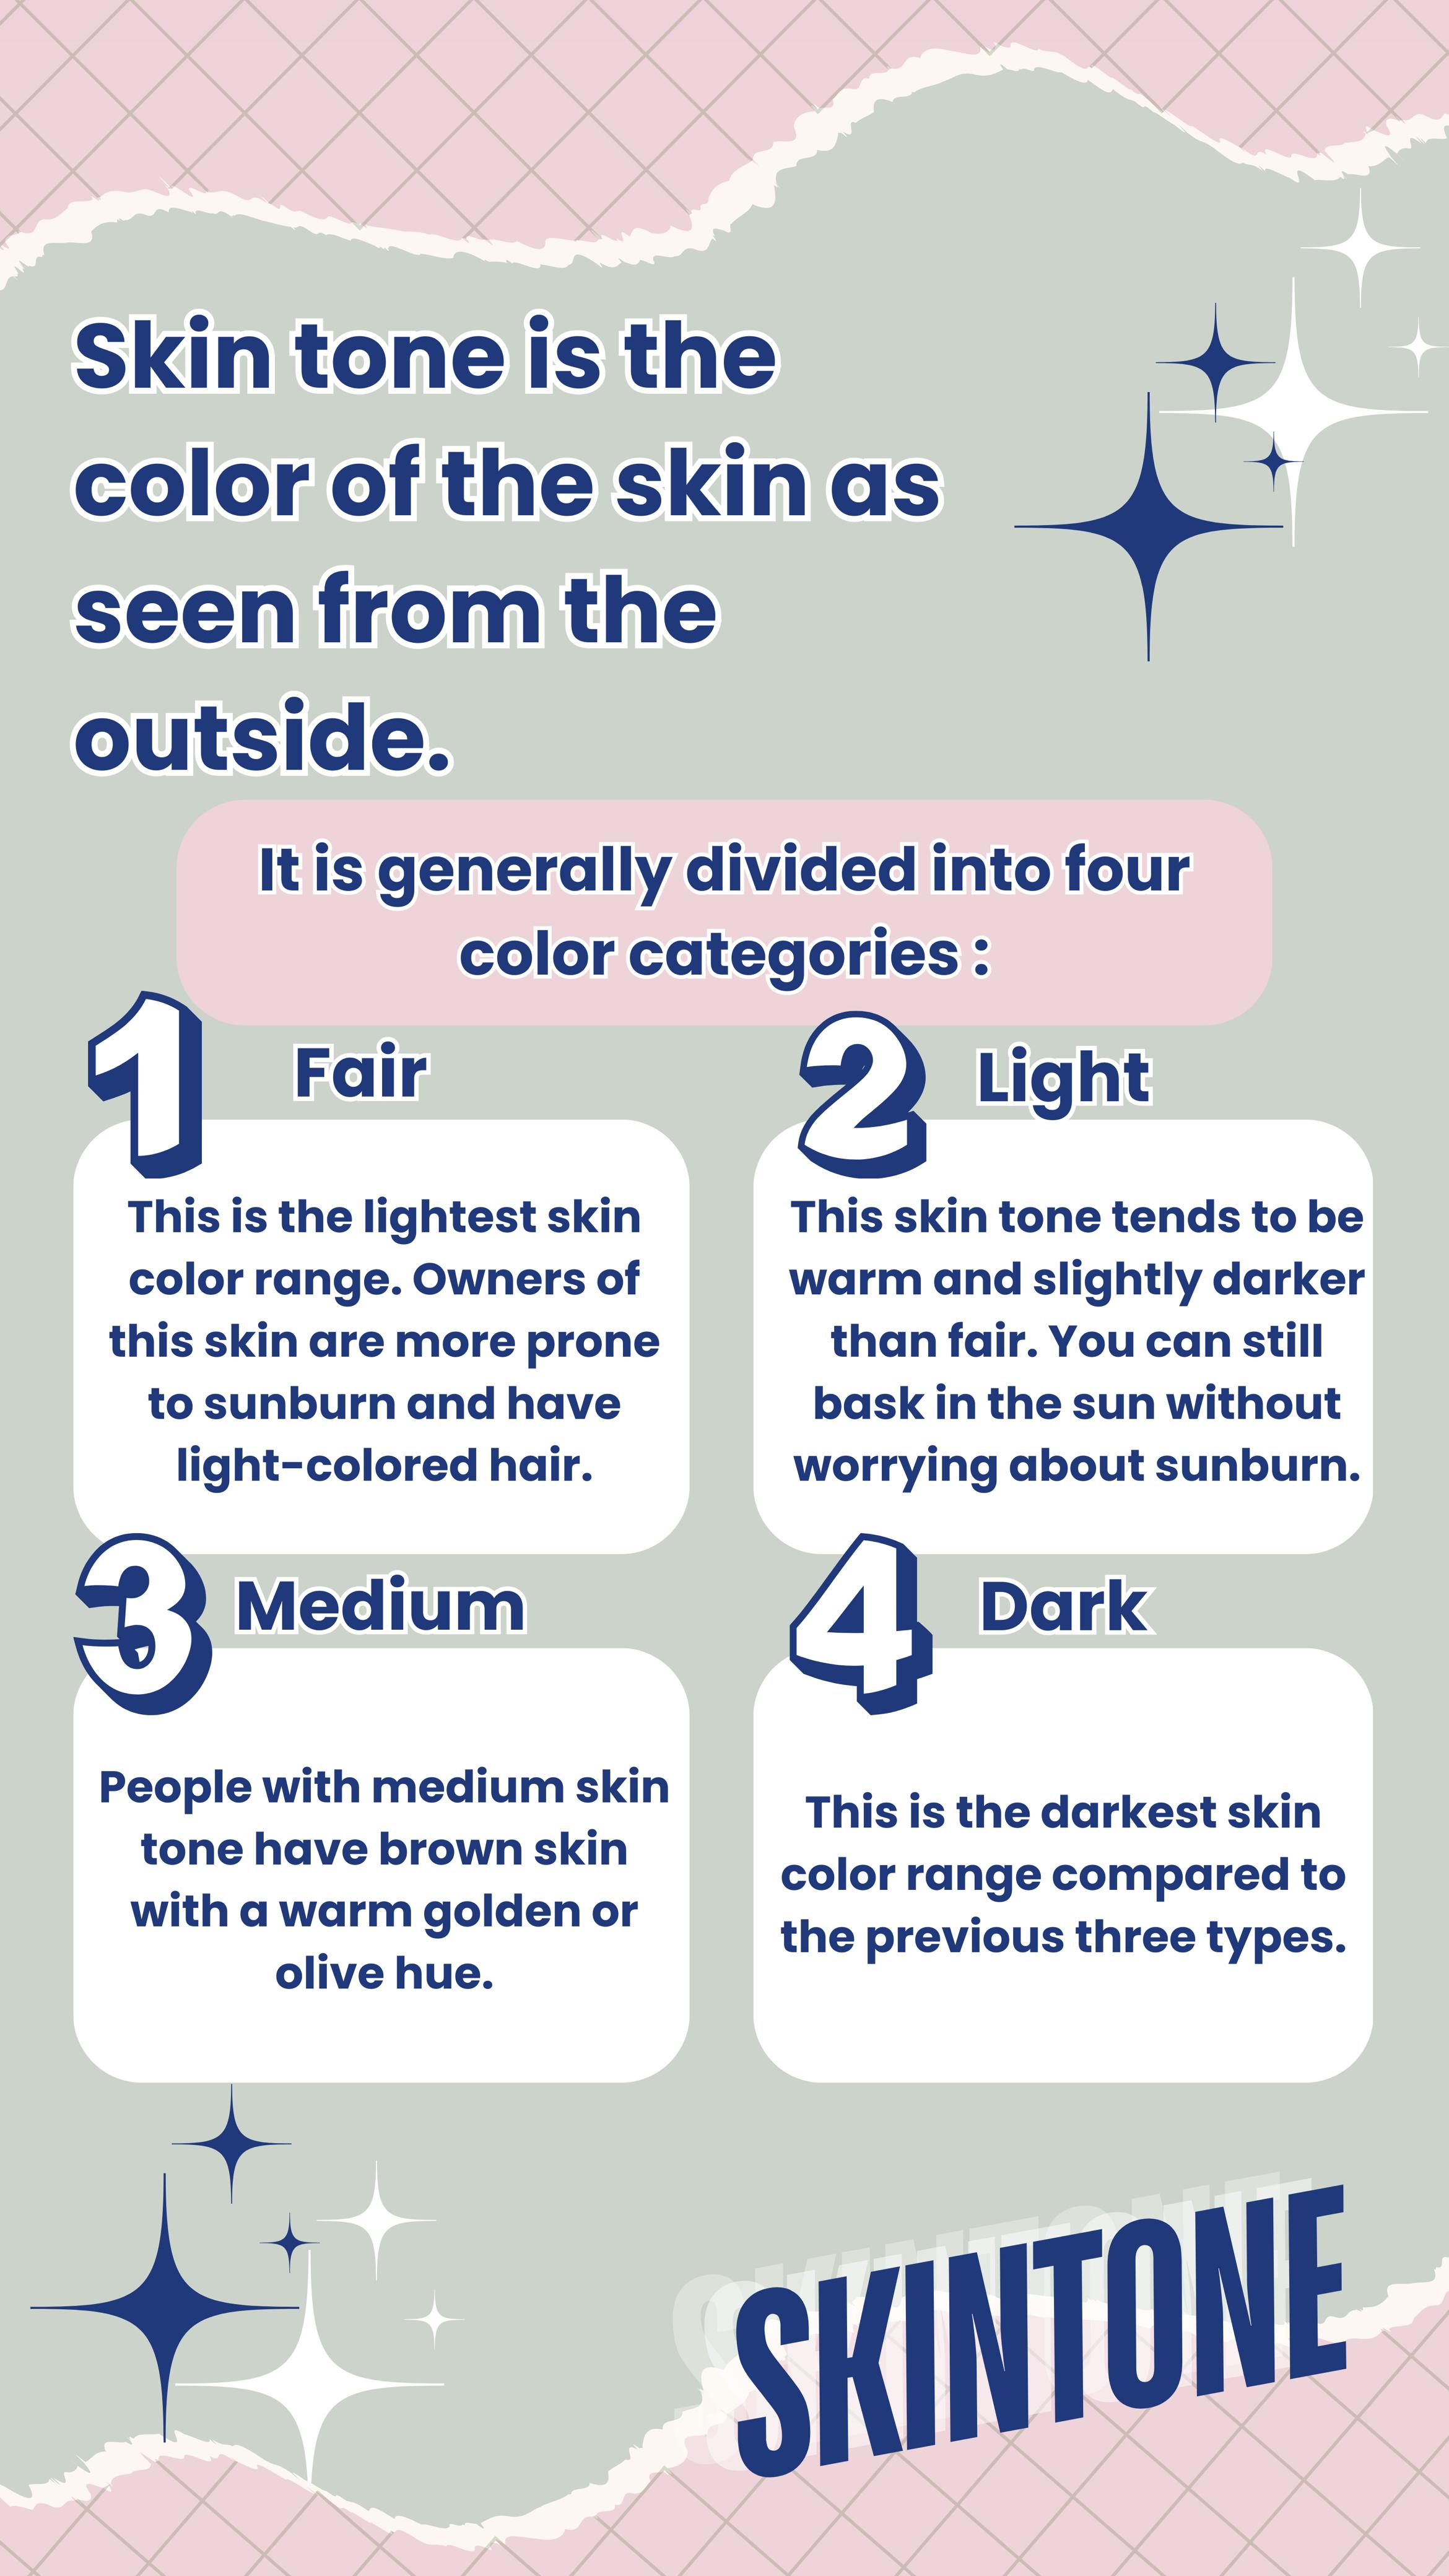 Skin tone is the
color of the skin as
seen from the
outside.
It is generally divided into four
color categories :
1
Fair
This is the lightest skin
color range. Owners of
this skin are more prone
to sunburn and have
light-colored hair.
2
Light
This skin tone tends to be
warm and slightly darker
than fair. You can still
bask in the sun without
worrying about sunburn.
3
Medium
People with medium skin
tone have brown skin
with a warm golden or
olive hue.
4
Dark
This is the darkest skin
color range compared to
the previous three types.
SKINTONE